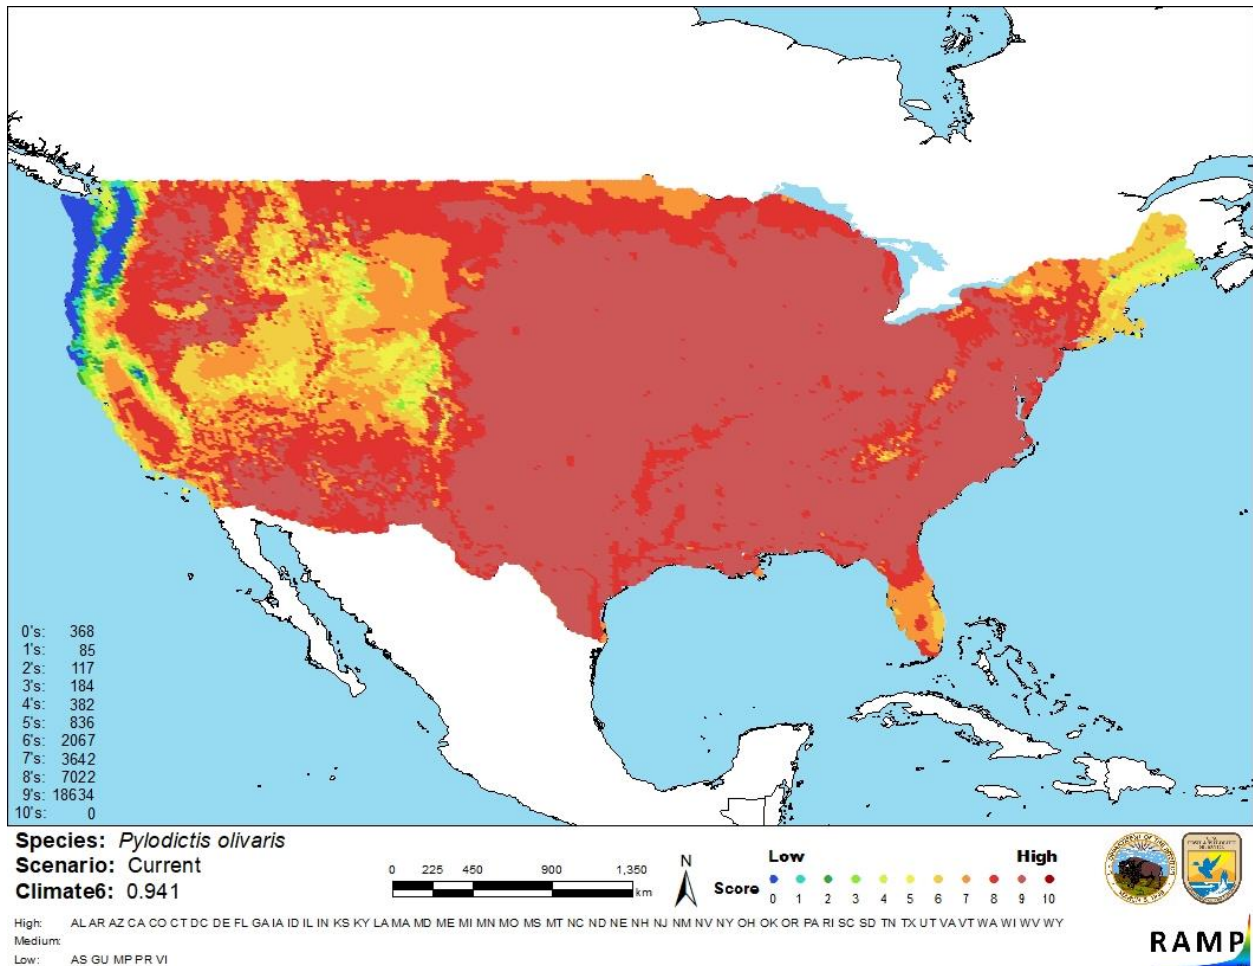 0's: 368
1's: 85
2's: 117
3's: 184
4's: 382
5's: 836
6's: 2067
7's: 3642
8's: 7022
9's: 18634
10's: 0
Species: Pylodictis olivaris
Scenario: Current
Climate6: 0.941
0 225 450 900 1,350
km
N
Low High
Score 0 1 2 3 4 5 6 7 8 9 10
High: AL AR AZ CA CO CT DC DE FL GA IA ID IL IN KS KY LA MA MD ME MI MN MO MS MT NC ND NE NH NJ NM NV NY OH OK OR PA RI SC SD TN TX UT VA VT WA WI WV WY
Medium:
Low: AS GU MP PR VI
RAMP